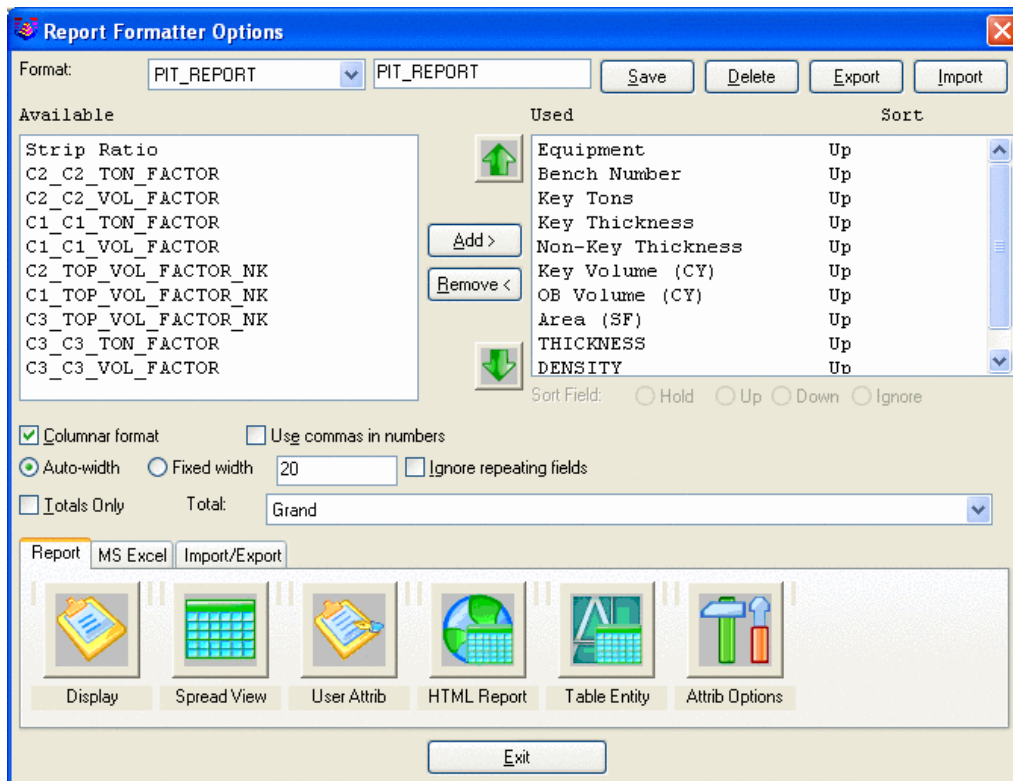 Report Formatter Options
Format: PIT_REPORT PIT_REPORT Save Delete Export Import
Available Used Sort
Strip Ratio
C2_C2_TON_FACTOR
C2_C2_VOL_FACTOR
C1_C1_TON_FACTOR
C1_C1_VOL_FACTOR
C2_TOP_VOL_FACTOR_NK
C1_TOP_VOL_FACTOR_NK
C3_TOP_VOL_FACTOR_NK
C3_C3_TON_FACTOR
C3_C3_VOL_FACTOR
Add >
Remove <
Equipment Up
Bench Number Up
Key Tons Up
Key Thickness Up
Non-Key Thickness Up
Key Volume (CY) Up
OB Volume (CY) Up
Area (SF) Up
THICKNESS Up
DENSITY Up
Sort Field: Hold Up Down Ignore
Columnar format Use commas in numbers
Auto-width Fixed width 20 Ignore repeating fields
Totals Only Total: Grand
Report MS Excel Import/Export
Display Spread View User Attrib HTML Report Table Entity Attrib Options
Exit